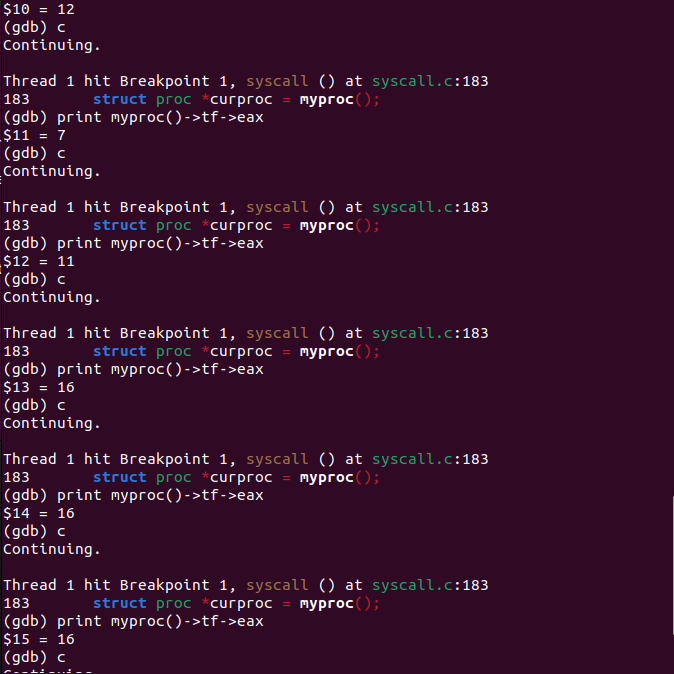 $10 = 12
(gdb) c
Continuing.

Thread 1 hit Breakpoint 1, syscall () at syscall.c:183
183       struct proc *curproc = myproc();
(gdb) print myproc()->tf->eax
$11 = 7
(gdb) c
Continuing.

Thread 1 hit Breakpoint 1, syscall () at syscall.c:183
183       struct proc *curproc = myproc();
(gdb) print myproc()->tf->eax
$12 = 11
(gdb) c
Continuing.

Thread 1 hit Breakpoint 1, syscall () at syscall.c:183
183       struct proc *curproc = myproc();
(gdb) print myproc()->tf->eax
$13 = 16
(gdb) c
Continuing.

Thread 1 hit Breakpoint 1, syscall () at syscall.c:183
183       struct proc *curproc = myproc();
(gdb) print myproc()->tf->eax
$14 = 16
(gdb) c
Continuing.

Thread 1 hit Breakpoint 1, syscall () at syscall.c:183
183       struct proc *curproc = myproc();
(gdb) print myproc()->tf->eax
$15 = 16
(gdb) c